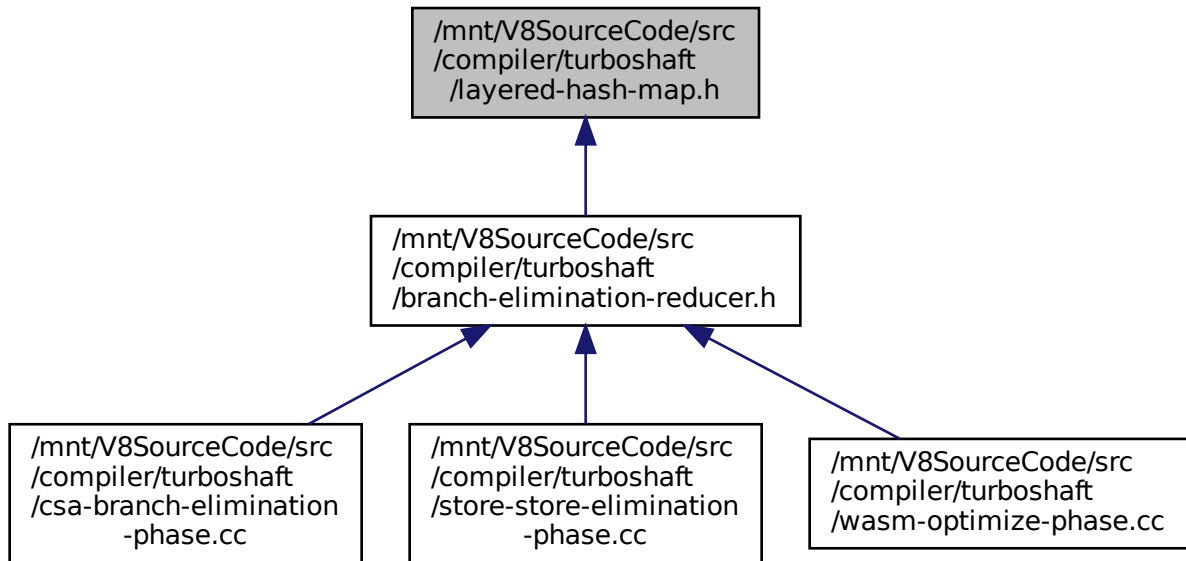 /mnt/V8SourceCode/src
/compiler/turboshaft
/layered-hash-map.h
/mnt/V8SourceCode/src
/compiler/turboshaft
/branch-elimination-reducer.h
/mnt/V8SourceCode/src
/compiler/turboshaft
/csa-branch-elimination
-phase.cc
/mnt/V8SourceCode/src
/compiler/turboshaft
/store-store-elimination
-phase.cc
/mnt/V8SourceCode/src
/compiler/turboshaft
/wasm-optimize-phase.cc